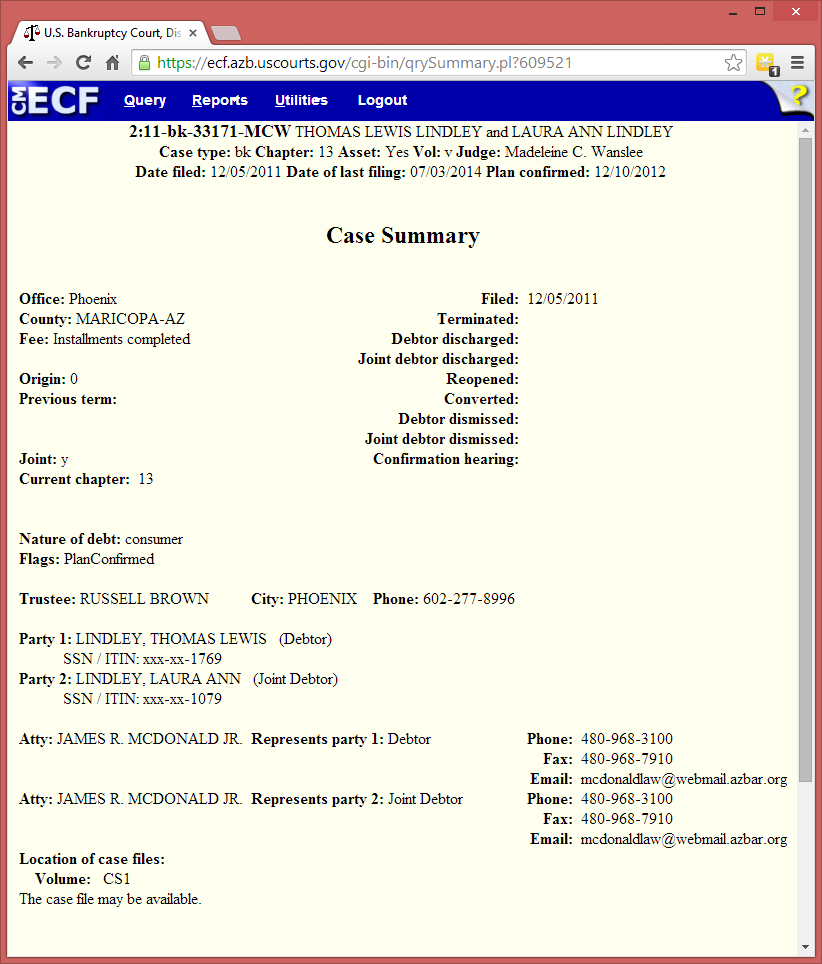 U.S. Bankruptcy Court, Dis
https://ecf.azb.uscourts.gov/cgi-bin/qrySummary.pl?609521
1
CM ECF Query Reports Utilities Logout ?
2:11-bk-33171-MCW THOMAS LEWIS LINDLEY and LAURA ANN LINDLEY
Case type: bk Chapter: 13 Asset: Yes Vol: v Judge: Madeleine C. Wanslee
Date filed: 12/05/2011 Date of last filing: 07/03/2014 Plan confirmed: 12/10/2012
Case Summary
Office: Phoenix Filed: 12/05/2011
County: MARICOPA-AZ Terminated:
Fee: Installments completed Debtor discharged:
Joint debtor discharged:
Origin: 0 Reopened:
Previous term: Converted:
Debtor dismissed:
Joint debtor dismissed:
Joint: y Confirmation hearing:
Current chapter: 13
Nature of debt: consumer
Flags: PlanConfirmed
Trustee: RUSSELL BROWN City: PHOENIX Phone: 602-277-8996
Party 1: LINDLEY, THOMAS LEWIS (Debtor)
SSN / ITIN: xxx-xx-1769
Party 2: LINDLEY, LAURA ANN (Joint Debtor)
SSN / ITIN: xxx-xx-1079
Atty: JAMES R. MCDONALD JR. Represents party 1: Debtor Phone: 480-968-3100
Fax: 480-968-7910
Email: mcdonaldlaw@webmail.azbar.org
Atty: JAMES R. MCDONALD JR. Represents party 2: Joint Debtor Phone: 480-968-3100
Fax: 480-968-7910
Email: mcdonaldlaw@webmail.azbar.org
Location of case files:
Volume: CS1
The case file may be available.